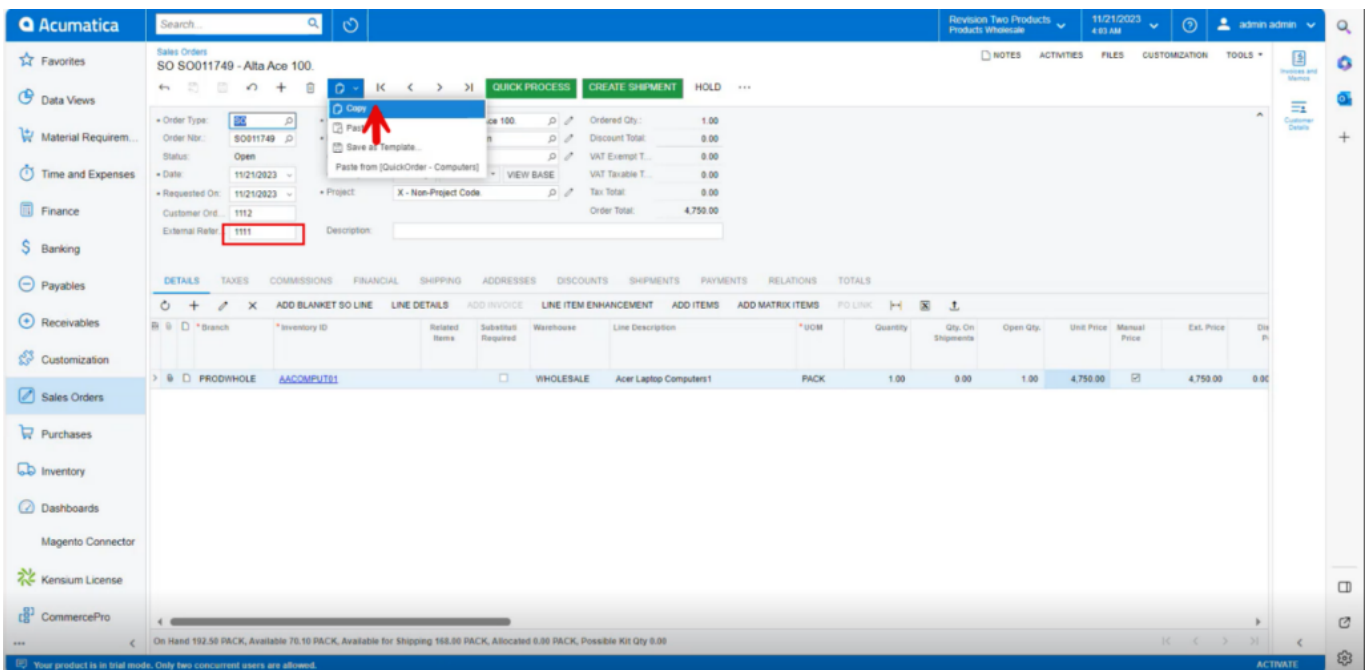 Acumatica
Search...
Revision Two Products
Products Wholesale
11/21/2023
4:03 AM
admin admin
Favorites
Data Views
Material Requirem...
Time and Expenses
Finance
Banking
Payables
Receivables
Customization
Sales Orders
Purchases
Inventory
Dashboards
Magento Connector
Kensium License
CommercePro
Sales Orders
SO SO011749 - Alta Ace 100.
NOTES ACTIVITIES FILES CUSTOMIZATION TOOLS
QUICK PROCESS CREATE SHIPMENT HOLD
Copy
Save as Template...
Paste from [QuickOrder - Computers]
Order Type:
Order Nbr.: SO011749
Status: Open
Date: 11/21/2023
Requested On: 11/21/2023
Customer Ord... 1112
External Refer... 1111
VIEW BASE
Project: X - Non-Project Code.
Description:
Ordered Qty.: 1.00
Discount Total: 0.00
VAT Exempt T... 0.00
VAT Taxable T... 0.00
Tax Total: 0.00
Order Total: 4,750.00
Invoices and
Memos
Customer
Details
DETAILS TAXES COMMISSIONS FINANCIAL SHIPPING ADDRESSES DISCOUNTS SHIPMENTS PAYMENTS RELATIONS TOTALS
ADD BLANKET SO LINE LINE DETAILS ADD INVOICE LINE ITEM ENHANCEMENT ADD ITEMS ADD MATRIX ITEMS PO LINK
*Branch *Inventory ID Related Items Substituti Required Warehouse Line Description *UOM Quantity Qty. On Shipments Open Qty. Unit Price Manual Price Ext. Price
PRODWHOLE AACOMPUT01 WHOLESALE Acer Laptop Computers1 PACK 1.00 0.00 1.00 4,750.00 4,750.00
On Hand 192.50 PACK, Available 70.10 PACK, Available for Shipping 168.00 PACK, Allocated 0.00 PACK, Possible Kit Qty 0.00
Your product is in trial mode. Only two concurrent users are allowed.
ACTIVATE